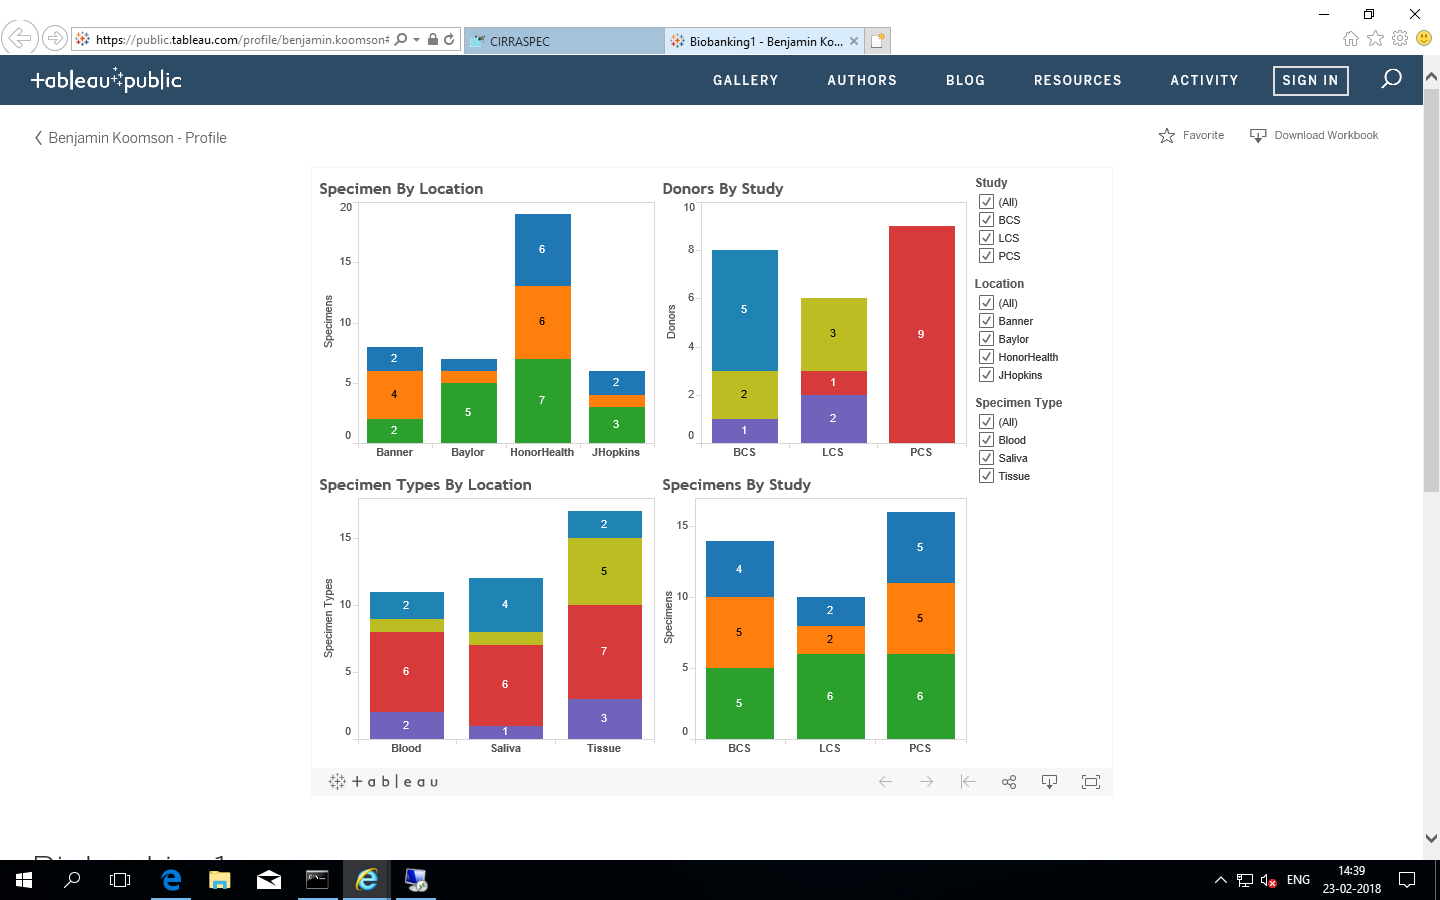 https://public.tableau.com/profile/benjamin.koomson#
CIRRASPEC
Biobanking1 - Benjamin Ko...
tableau public
GALLERY AUTHORS BLOG RESOURCES ACTIVITY SIGN IN
Benjamin Koomson - Profile
Favorite Download Workbook
Specimen By Location
20
15
10
5
0
Specimens
2
4
2
5
6
6
7
2
3
Banner Baylor HonorHealth JHopkins
Donors By Study
10
8
6
4
2
0
Donors
5
2
1
3
1
2
9
BCS LCS PCS
Study
(All)
BCS
LCS
PCS
Location
(All)
Banner
Baylor
HonorHealth
JHopkins
Specimen Type
(All)
Blood
Saliva
Tissue
Specimen Types By Location
15
10
5
0
Specimen Types
2
6
2
4
6
1
2
5
7
3
Blood Saliva Tissue
Specimens By Study
15
10
5
0
Specimens
4
5
5
2
2
6
5
5
6
BCS LCS PCS
+ableau
ENG
14:39
23-02-2018